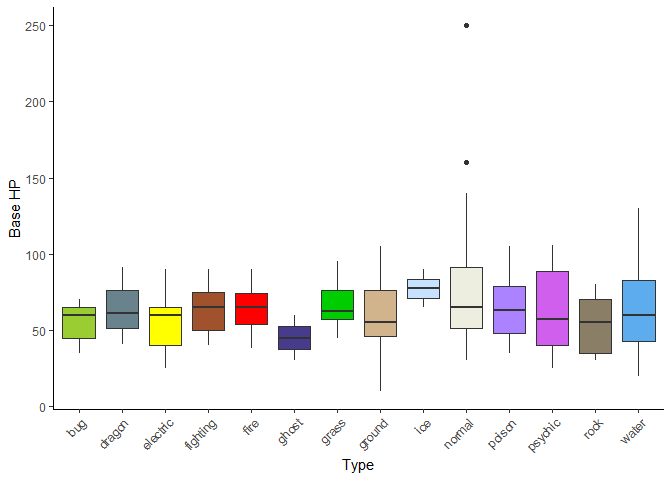 250
200
150
100
50
0
Base HP
bug
dragon
electric
fighting
fire
ghost
grass
ground
ice
normal
poison
psychic
rock
water
Type